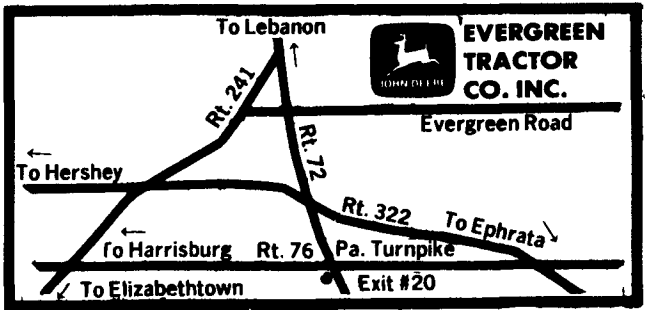 To Lebanon
EVERGREEN
TRACTOR
CO. INC.
JOHN DEERE
Rt. 241
Evergreen Road
Rt. 72
To Hershey
Rt. 322
To Ephrata
To Harrisburg
Rt. 76
Pa. Turnpike
To Elizabethtown
Exit #20